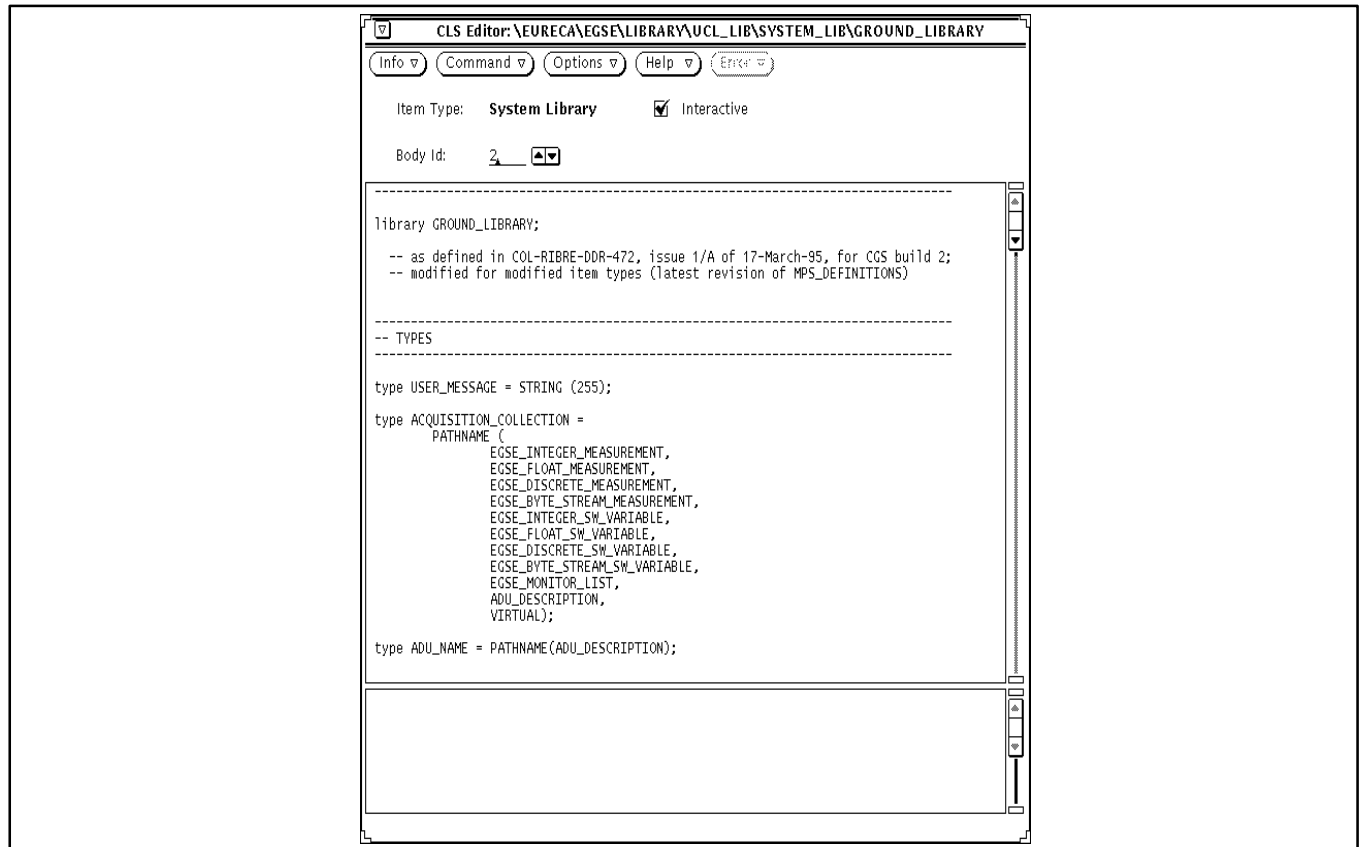 CLS Editor: \EURECA\EGSE\LIBRARY\UCL_LIB\SYSTEM_LIB\GROUND_LIBRARY
Info Command Options Help Error
Item Type: System Library Interactive
Body Id: 2
--------------------------------------------------------------------------------
library GROUND_LIBRARY;
-- as defined in COL-RIBRE-DDR-472, issue 1/A of 17-March-95, for CGS build 2;
-- modified for modified item types (latest revision of MPS_DEFINITIONS)
--------------------------------------------------------------------------------
-- TYPES
--------------------------------------------------------------------------------
type USER_MESSAGE = STRING (255);
type ACQUISITION_COLLECTION =
PATHNAME (
EGSE_INTEGER_MEASUREMENT,
EGSE_FLOAT_MEASUREMENT,
EGSE_DISCRETE_MEASUREMENT,
EGSE_BYTE_STREAM_MEASUREMENT,
EGSE_INTEGER_SW_VARIABLE,
EGSE_FLOAT_SW_VARIABLE,
EGSE_DISCRETE_SW_VARIABLE,
EGSE_BYTE_STREAM_SW_VARIABLE,
EGSE_MONITOR_LIST,
ADU_DESCRIPTION,
VIRTUAL);
type ADU_NAME = PATHNAME(ADU_DESCRIPTION);